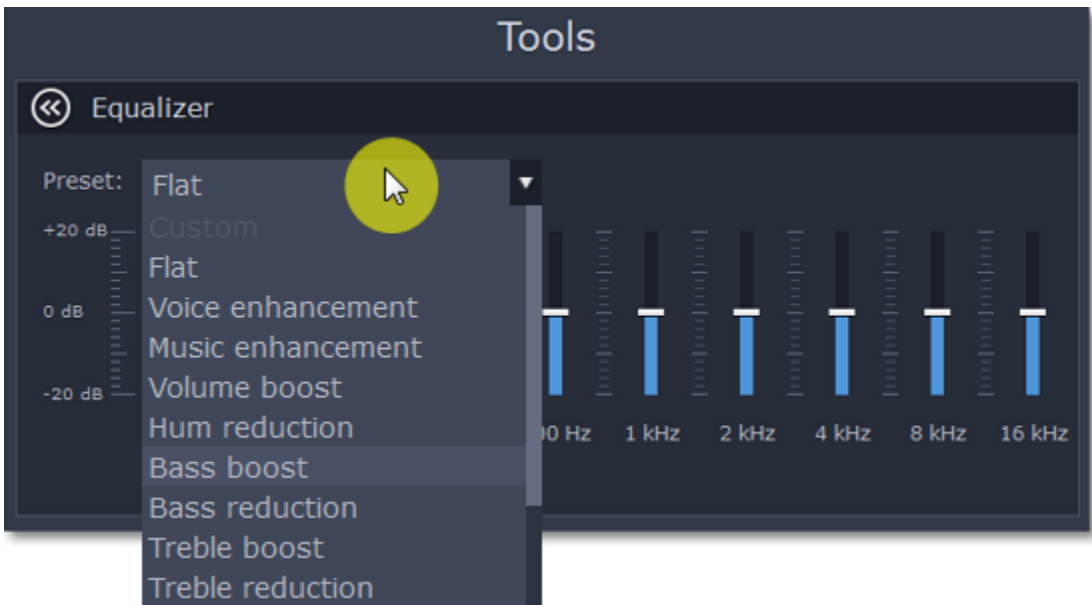 Tools
Equalizer
Preset: Flat
+20 dB
Custom
Flat
0 dB
Voice enhancement
Music enhancement
-20 dB
Volume boost
Hum reduction
00 Hz 1 kHz 2 kHz 4 kHz 8 kHz 16 kHz
Bass boost
Bass reduction
Treble boost
Treble reduction